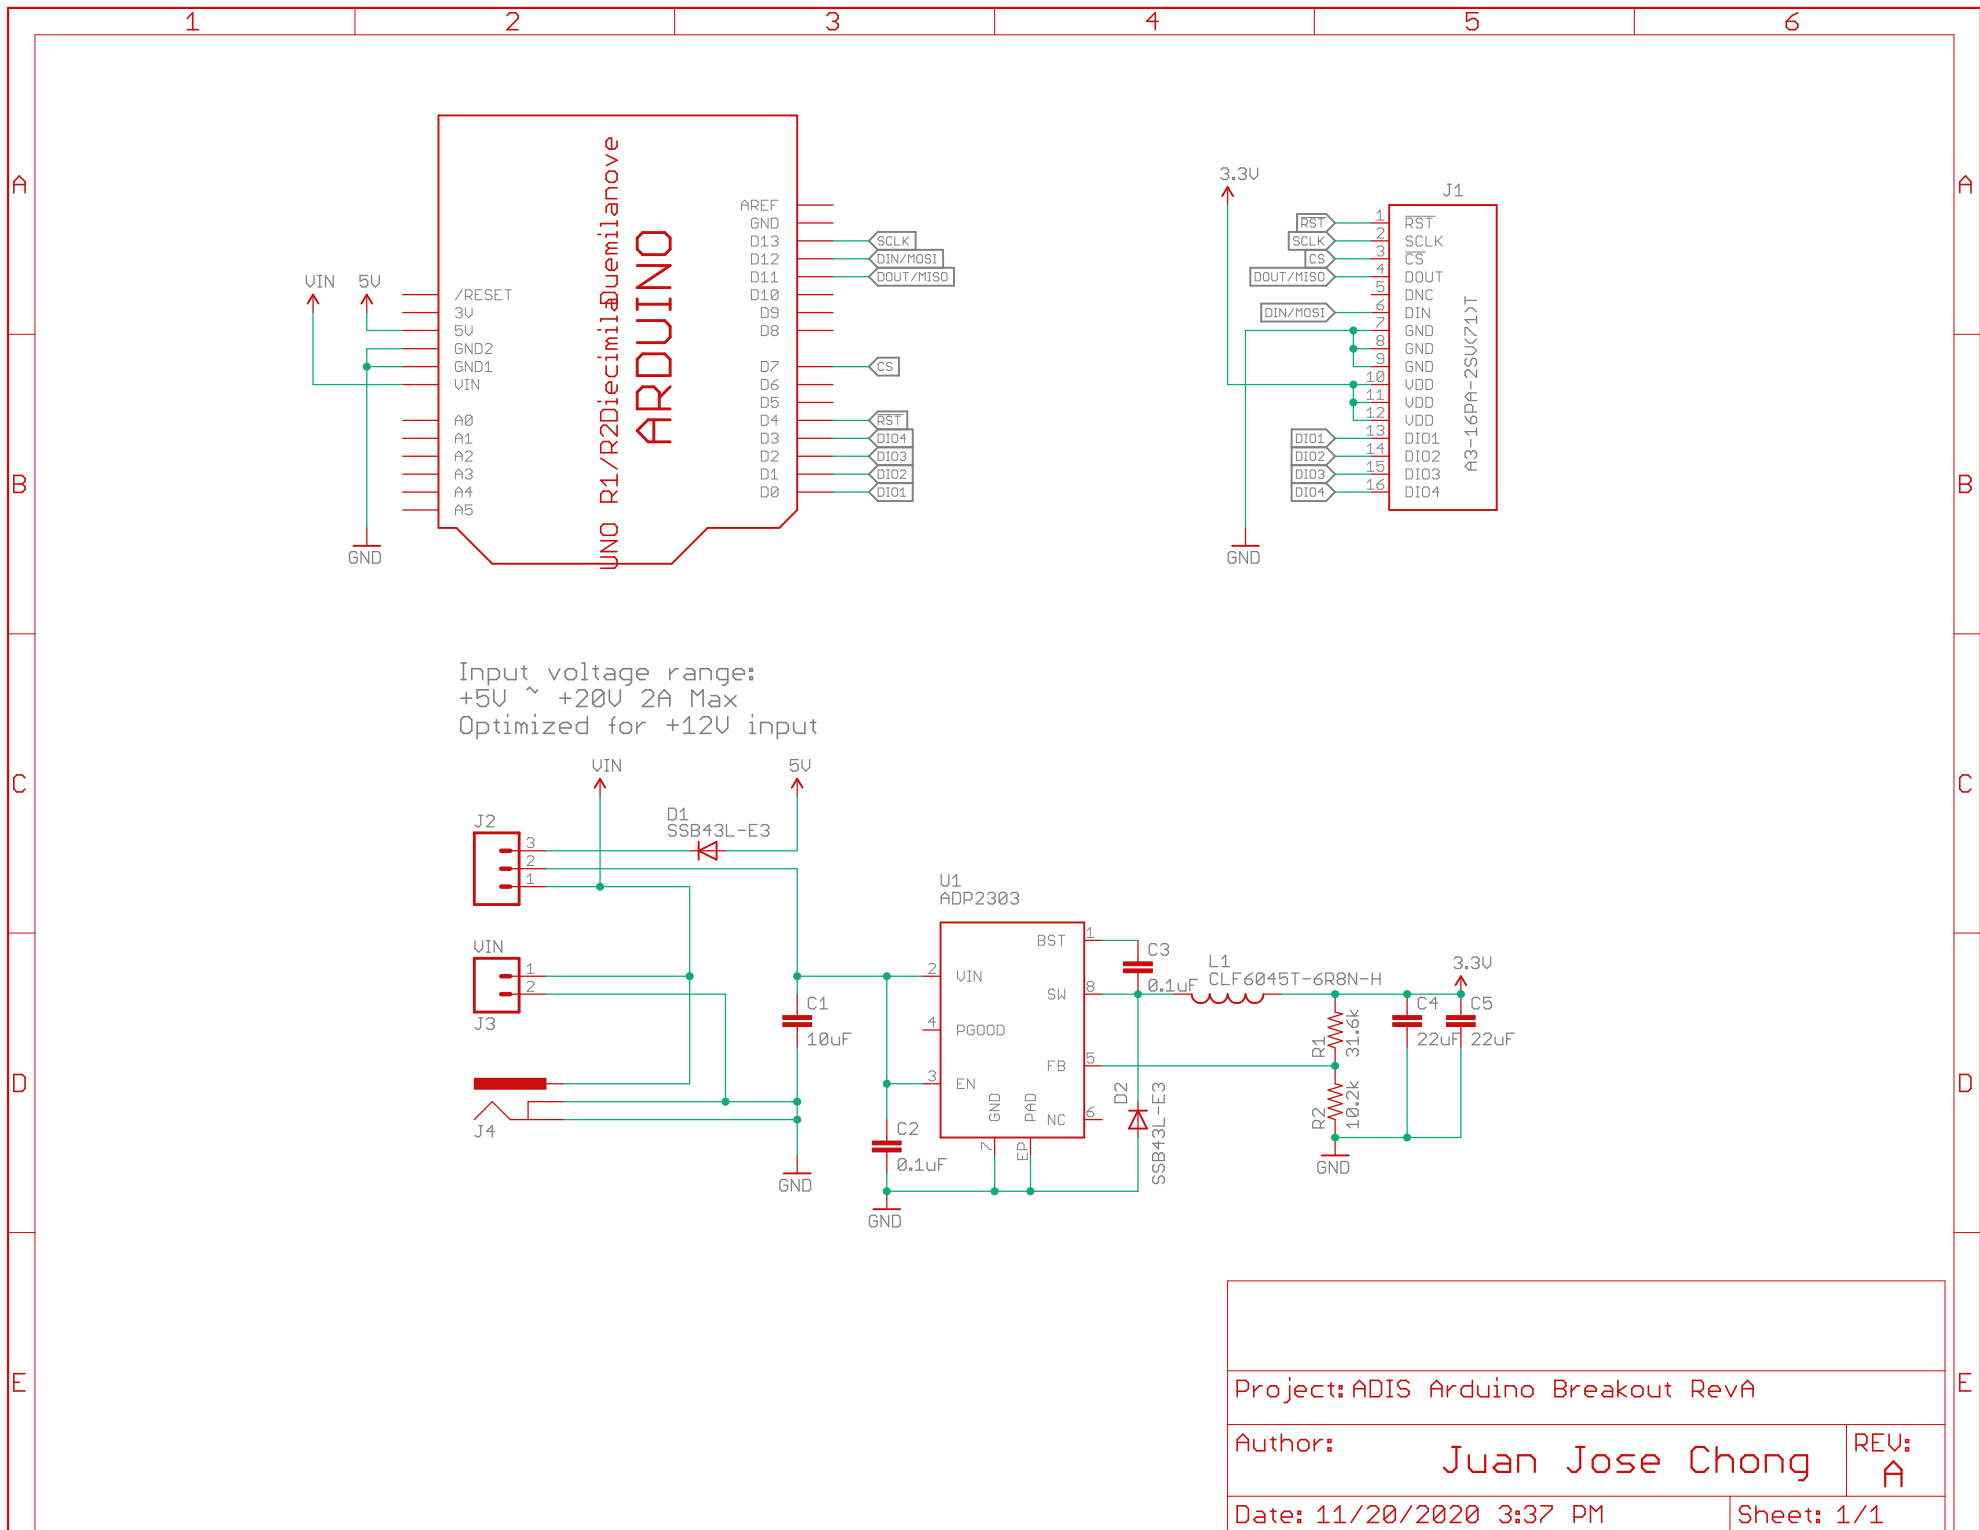 1 2 3 4 5 6
A A
B B
C C
D D
E E
UNO R1/R2DiecimilaDuemilanove
ARDUINO
VIN 5V
/RESET
3V
5V
GND2
GND1
VIN
A0
A1
A2
A3
A4
A5
GND
AREF
GND
D13 SCLK
D12 DIN/MOSI
D11 DOUT/MISO
D10
D9
D8
D7 CS
D6
D5
D4 RST
D3 DIO4
D2 DIO3
D1 DIO2
D0 DIO1
3.3V
J1
RST 1 RST
SCLK 2 SCLK
CS 3 CS
DOUT/MISO 4 DOUT
5 DNC
DIN/MOSI 6 DIN
7 GND
8 GND
9 GND
10 VDD
11 VDD
12 VDD
DIO1 13 DIO1
DIO2 14 DIO2
DIO3 15 DIO3
DIO4 16 DIO4
A3-16PA-2SV(71)T
GND
Input voltage range:
+5V ~ +20V 2A Max
Optimized for +12V input
VIN 5V
J2
3
2
1
D1
SSB43L-E3
VIN
1
2
J3
J4
C1
10uF
GND
C2
0.1uF
GND
U1
ADP2303
BST 1
2 VIN
SW 8
4 PGOOD
FB 5
3 EN
GND PAD
NC 6
7 EP
C3
0.1uF
D2
SSB43L-E3
L1
CLF6045T-6R8N-H
3.3V
R1
31.6k
R2
10.2k
C4 C5
22uF 22uF
GND
Project: ADIS Arduino Breakout RevA
Author:
Juan Jose Chong
REV:
A
Date: 11/20/2020 3:37 PM
Sheet: 1/1